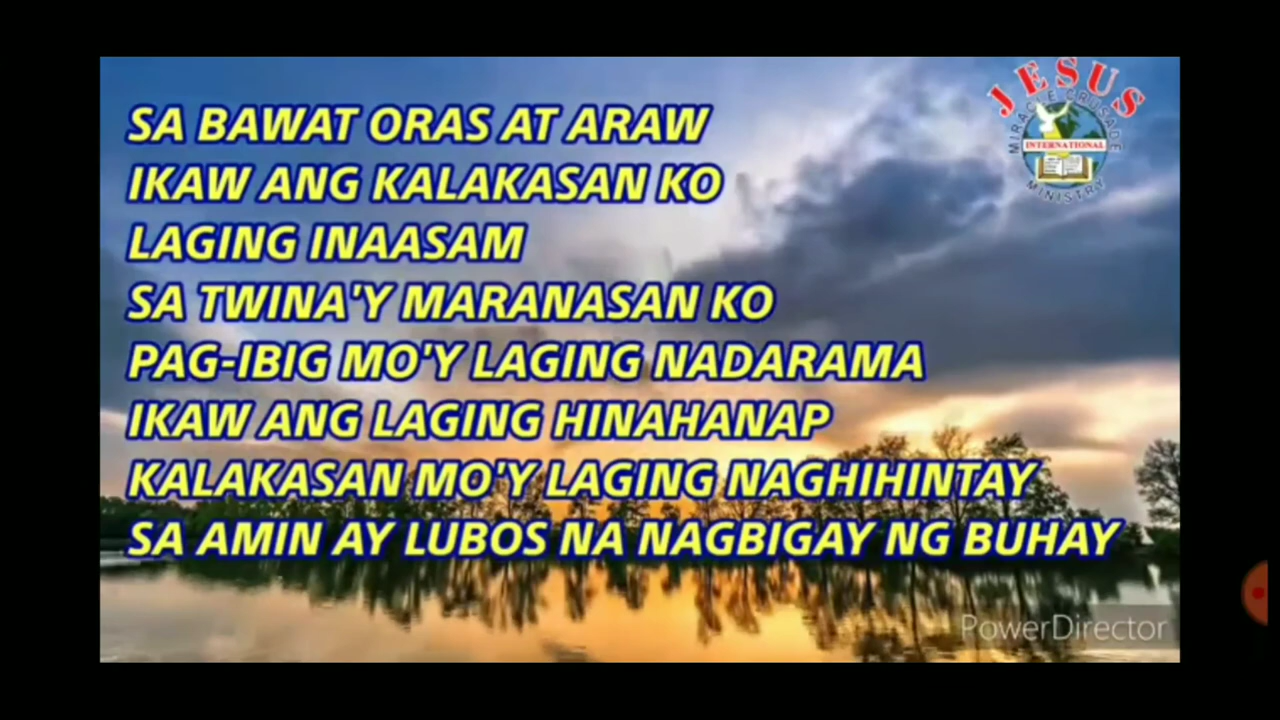 JESUS
MIRACLE CRUSADE
INTERNATIONAL
MINISTRY
SA BAWAT ORAS AT ARAW
IKAW ANG KALAKASAN KO
LAGING INAASAM
SA TWINA'Y MARANASAN KO
PAG-IBIG MO'Y LAGING NADARAMA
IKAW ANG LAGING HINAHANAP
KALAKASAN MO'Y LAGING NAGHIHINTAY
SA AMIN AY LUBOS NA NAGBIGAY NG BUHAY
PowerDirector